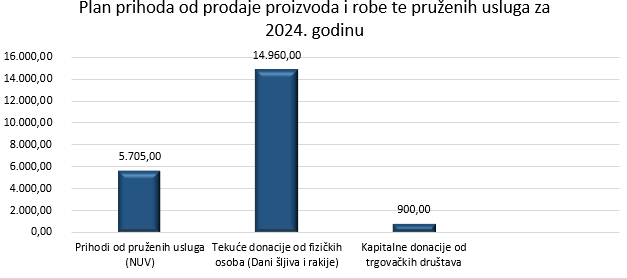 Plan prihoda od prodaje proizvoda i robe te pruženih usluga za
2024. godinu
16.000,00
14.000,00
12.000,00
10.000,00
8.000,00
6.000,00
4.000,00
2.000,00
0,00
5.705,00
14.960,00
900,00
Prihodi od pruženih usluga
(NUV)
Tekuće donacije od fizičkih
osoba (Dani šljiva i rakije)
Kapitalne donacije od
trgovačkih društava